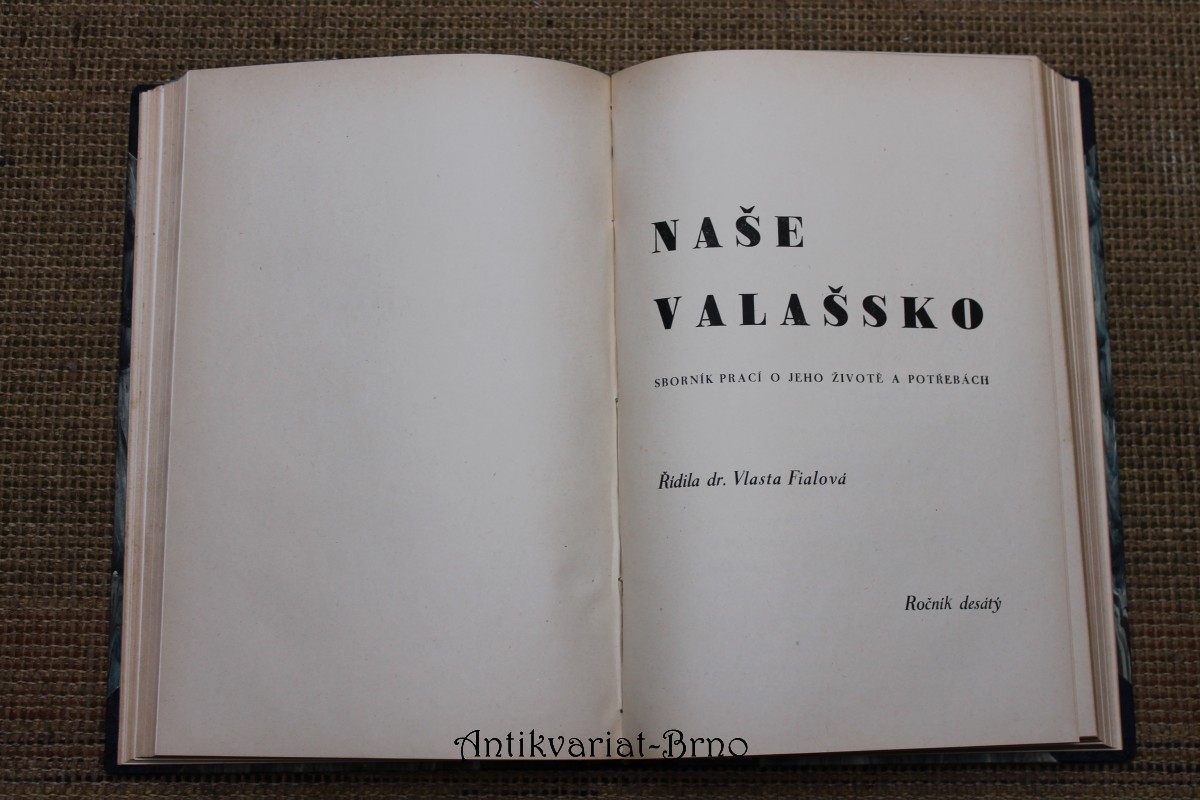 NAŠE
VALAŠSKO
SBORNÍK PRACÍ O JEHO ŽIVOTĚ A POTŘEBÁCH
Řídila dr. Vlasta Fialová
Ročník desátý
Antikvariat-Brno